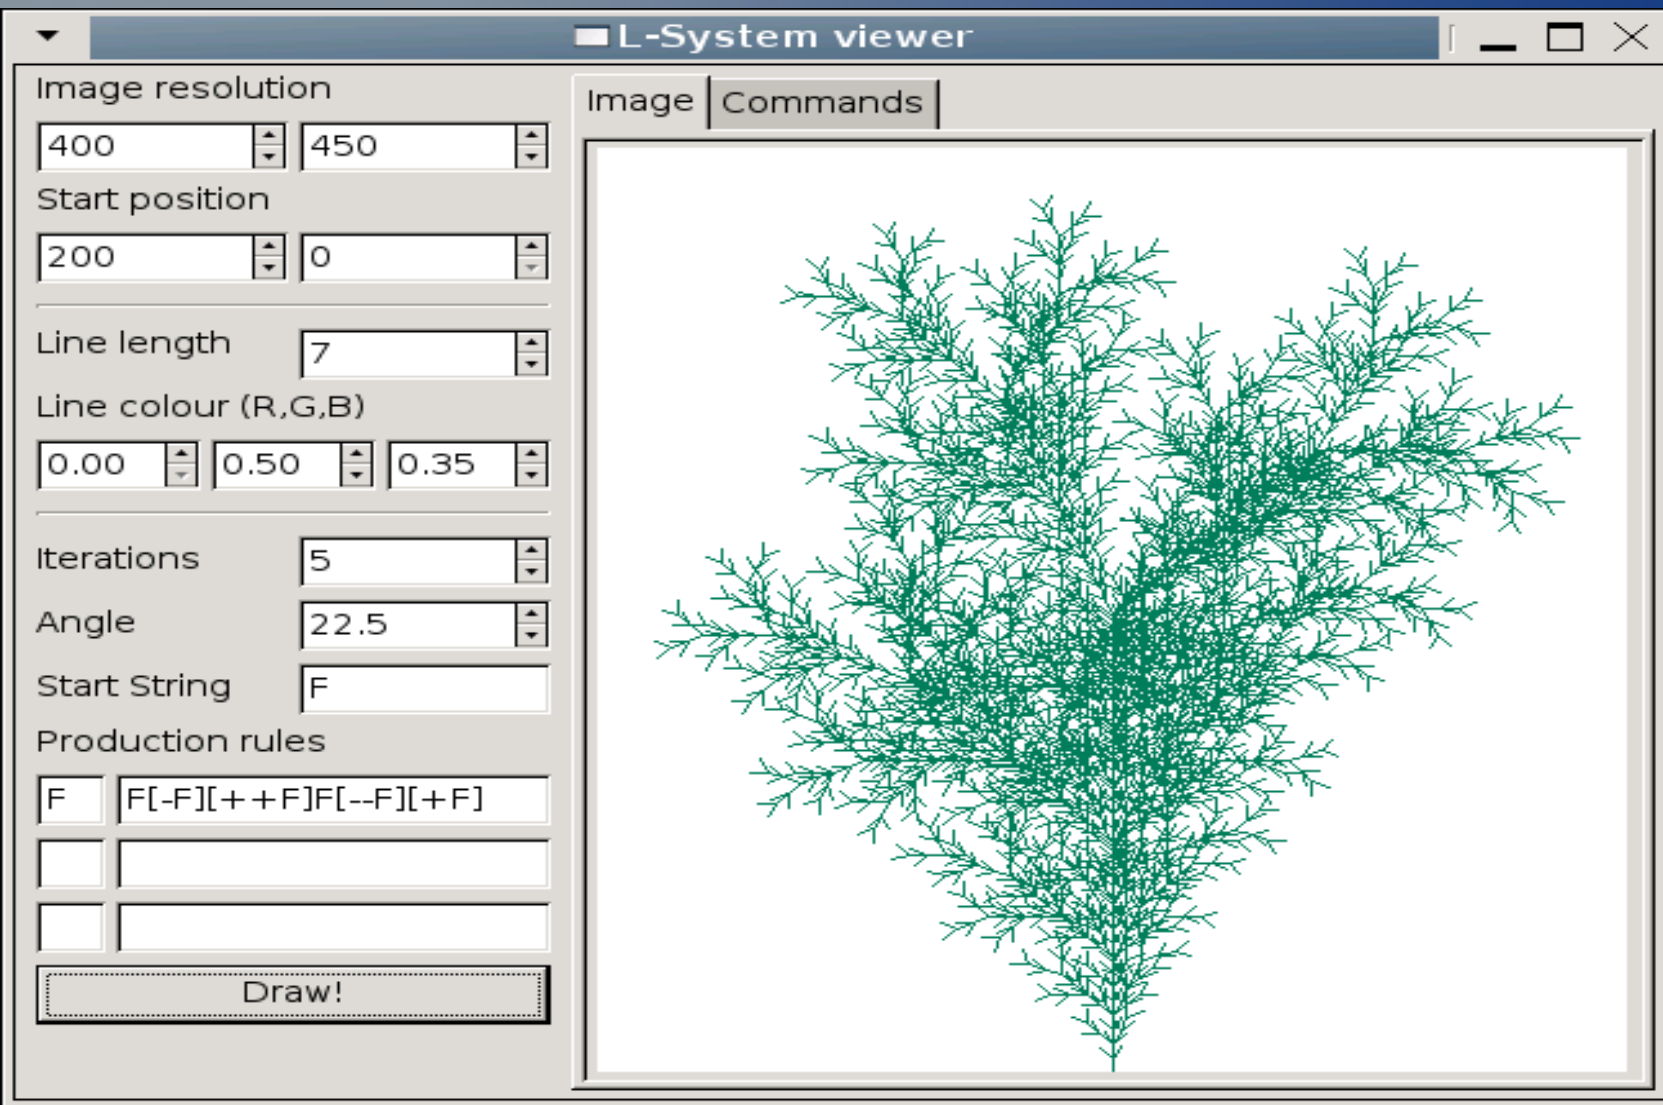 L-System viewer
Image resolution
400 450
Start position
200 0
Line length 7
Line colour (R,G,B)
0.00 0.50 0.35
Iterations 5
Angle 22.5
Start String F
Production rules
F F[-F][++F]F[--F][+F]
Draw!
Image Commands